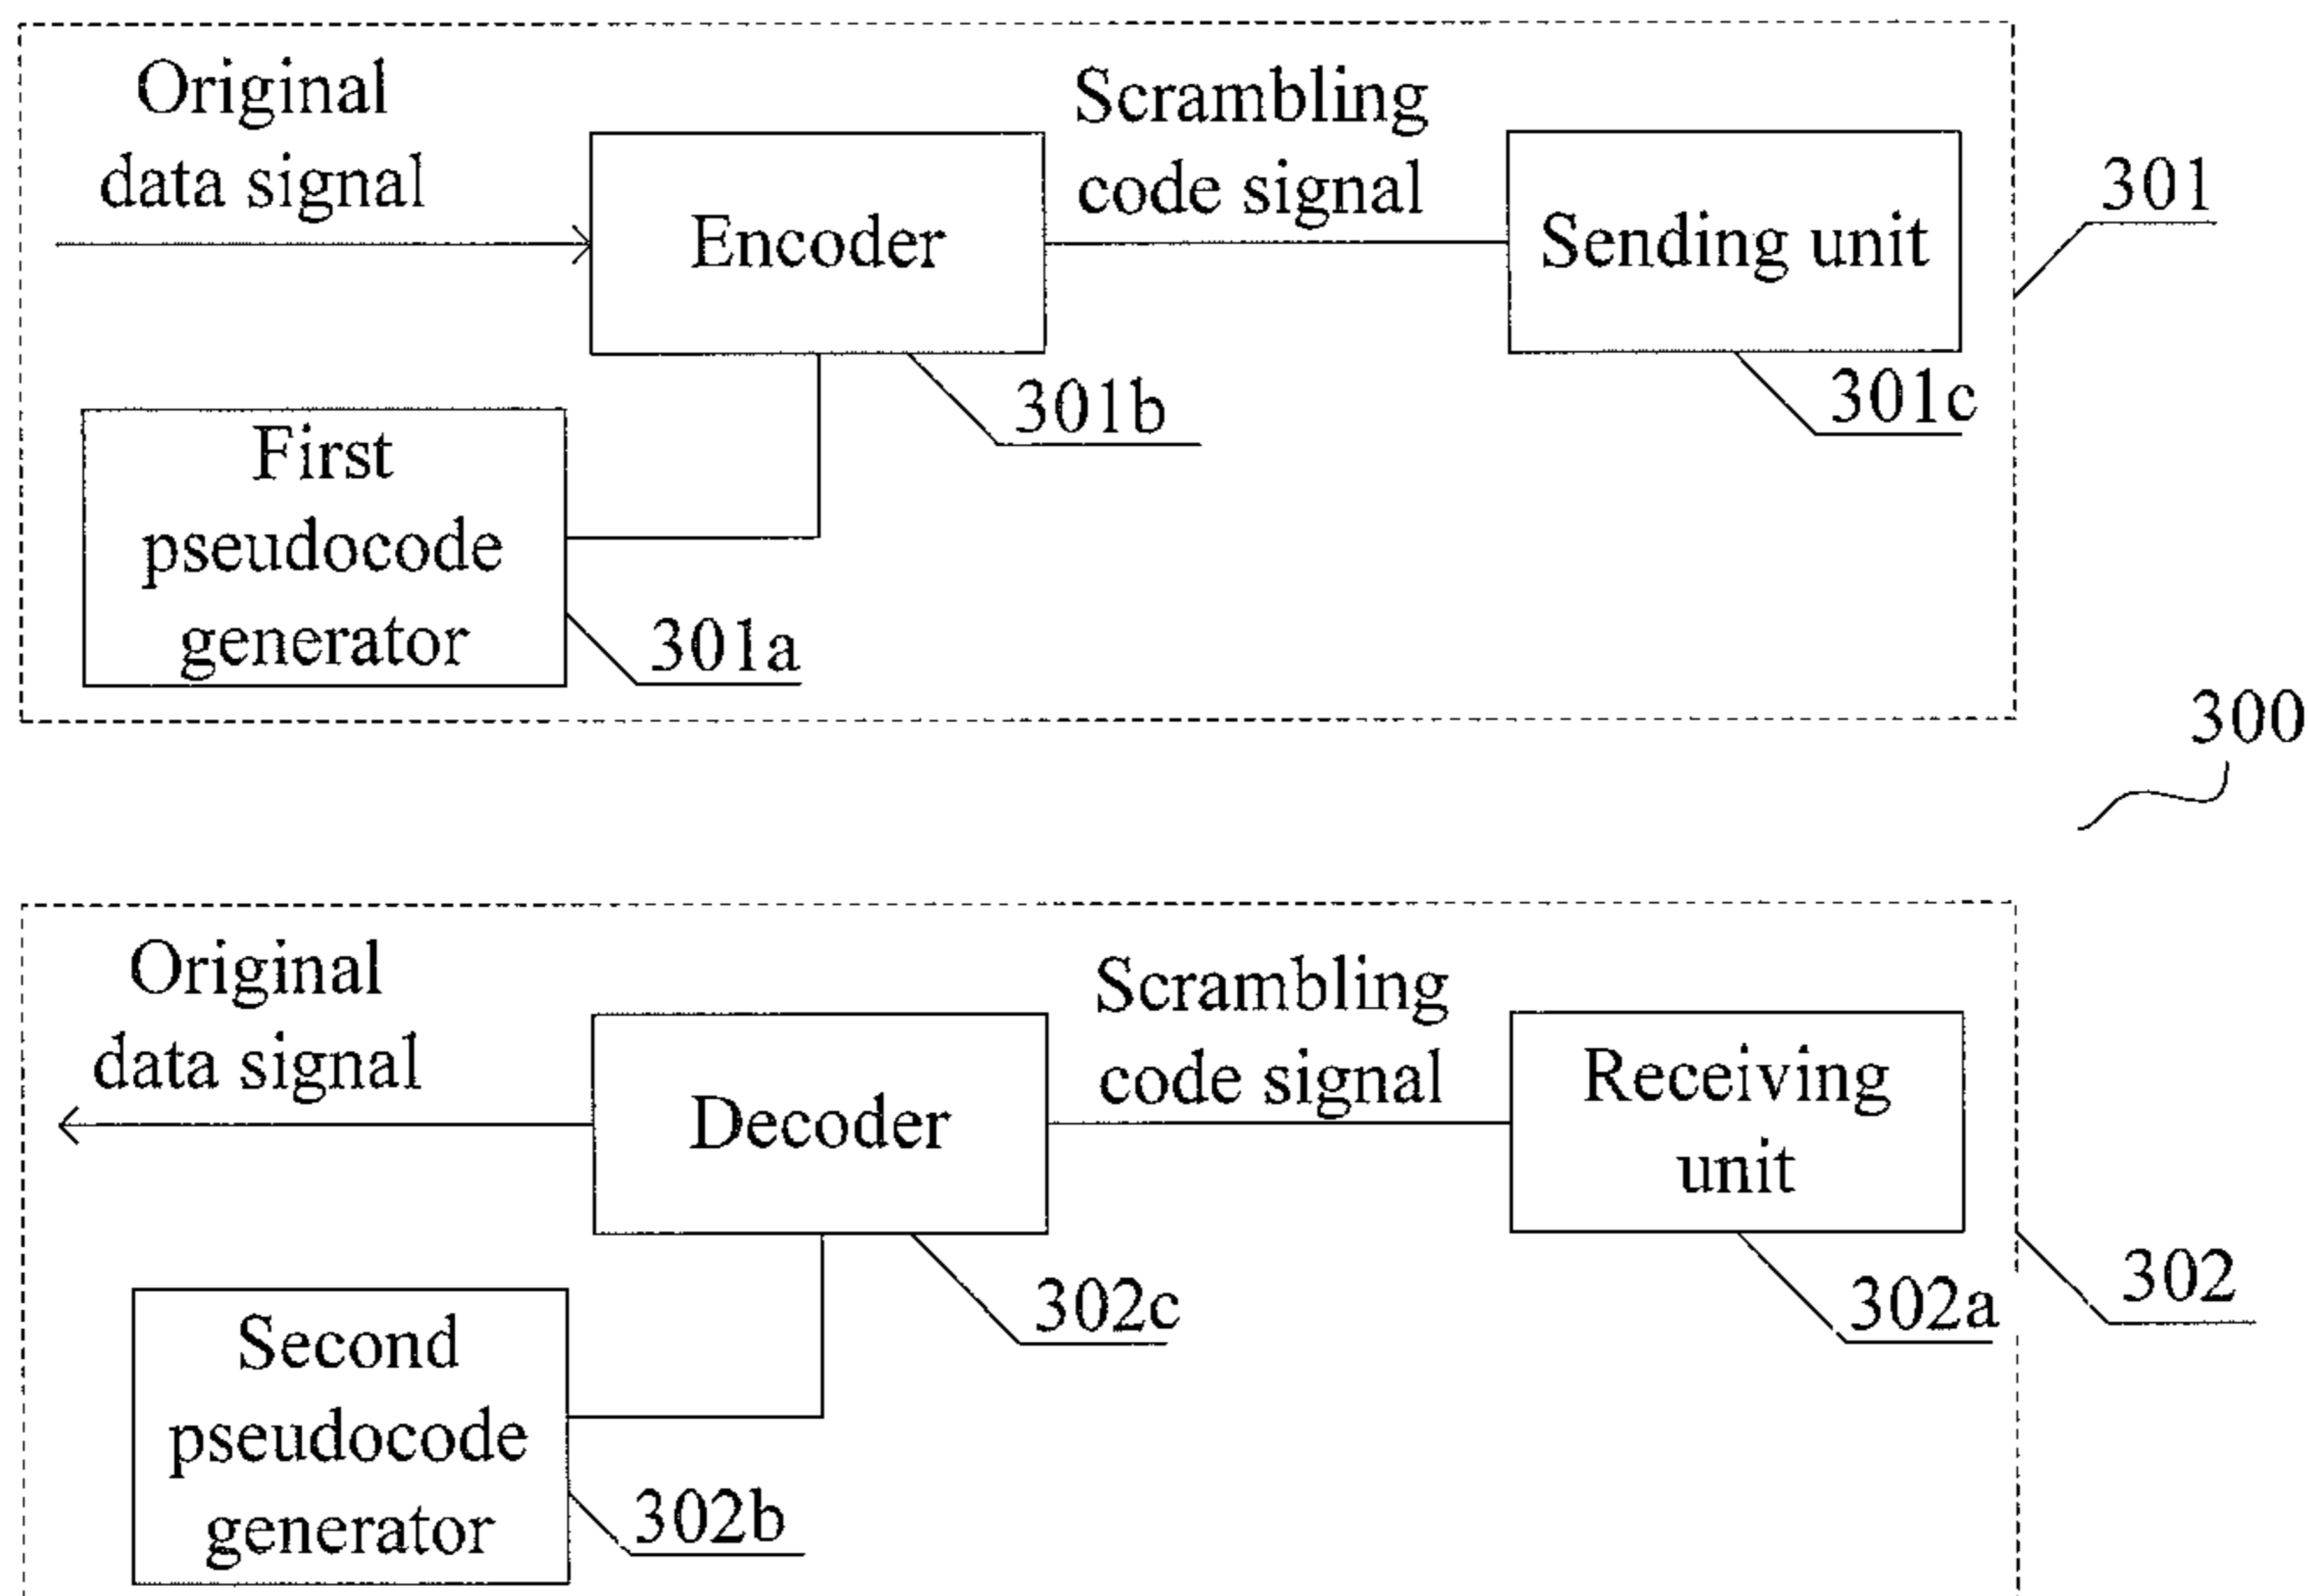 Original
data signal
Encoder
Scrambling
code signal
Sending unit
301
301b
301c
First
pseudocode
generator
301a
300
Original
data signal
Decoder
Scrambling
code signal
Receiving
unit
302c
302a
302
Second
pseudocode
generator
302b